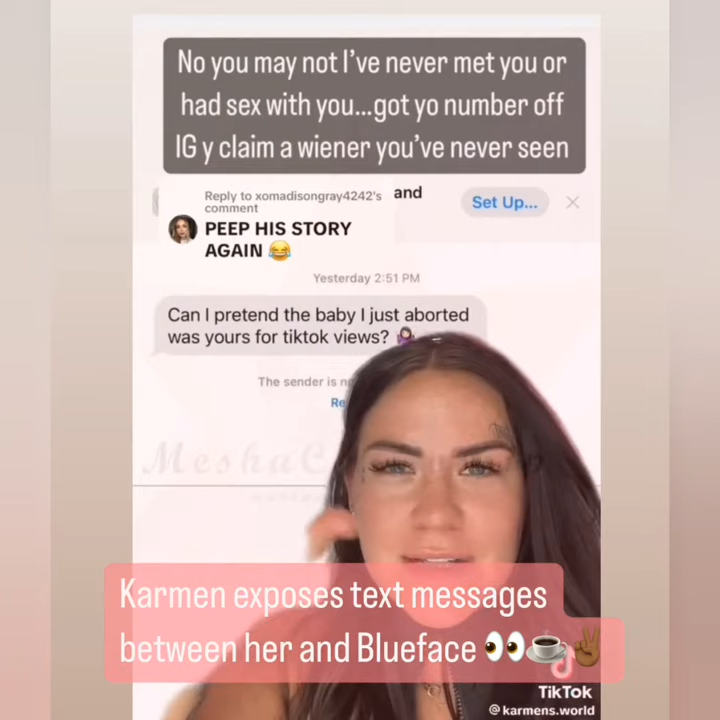 No you may not I've never met you or
had sex with you...got yo number off
IG y claim a wiener you've never seen
Reply to xomadisongray4242's and
comment
Set Up...
PEEP HIS STORY
AGAIN 😂
Yesterday 2:51 PM
Can I pretend the baby I just aborted
was yours for tiktok views? 🤷🏻‍♀️
The sender is
Karmen exposes text messages
between her and Blueface 👀☕✌🏾
TikTok
@karmens.world